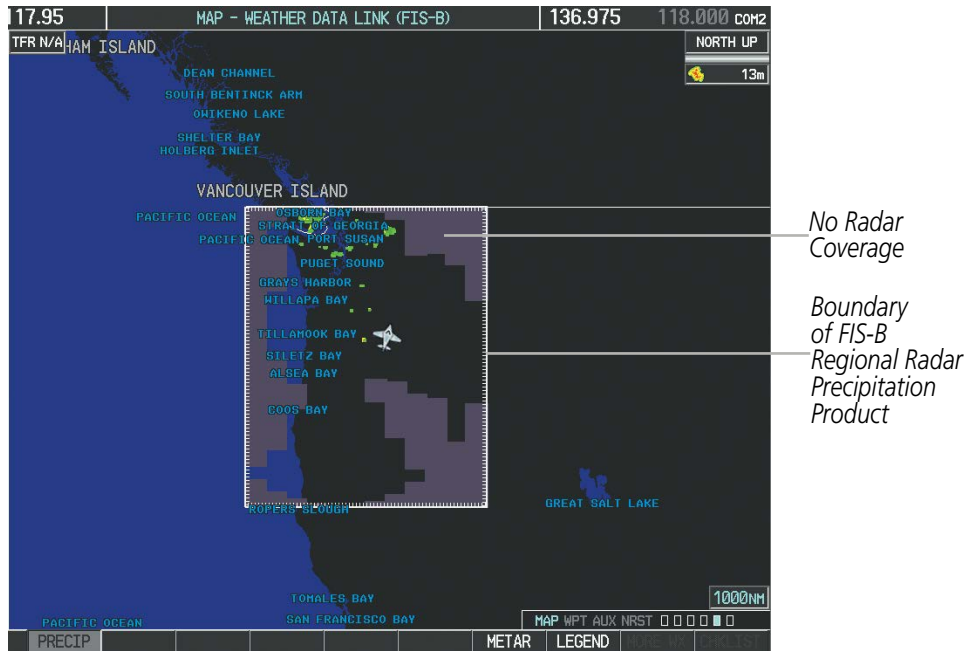 117.95 MAP – WEATHER DATA LINK (FIS-B) 136.975 118.000 COM2
TFR N/A HAM ISLAND NORTH UP
DEAN CHANNEL 13m
SOUTH BENTINCK ARM
OWIKENO LAKE
SHELTER BAY
HOLBERG INLET
VANCOUVER ISLAND
PACIFIC OCEAN OSBORN BAY
STRAIT OF GEORGIA
PACIFIC OCEAN PORT SUSAN
PUGET SOUND
GRAYS HARBOR
WILLAPA BAY
TILLAMOOK BAY
SILETZ BAY
ALSEA BAY
COOS BAY
ROPERS SLOUGH
GREAT SALT LAKE
No Radar
Coverage
Boundary
of FIS-B
Regional Radar
Precipitation
Product
TOMALES BAY
1000NM
PACIFIC OCEAN SAN FRANCISCO BAY
MAP WPT AUX NRST
PRECIP METAR LEGEND MORE WX CHKLIST